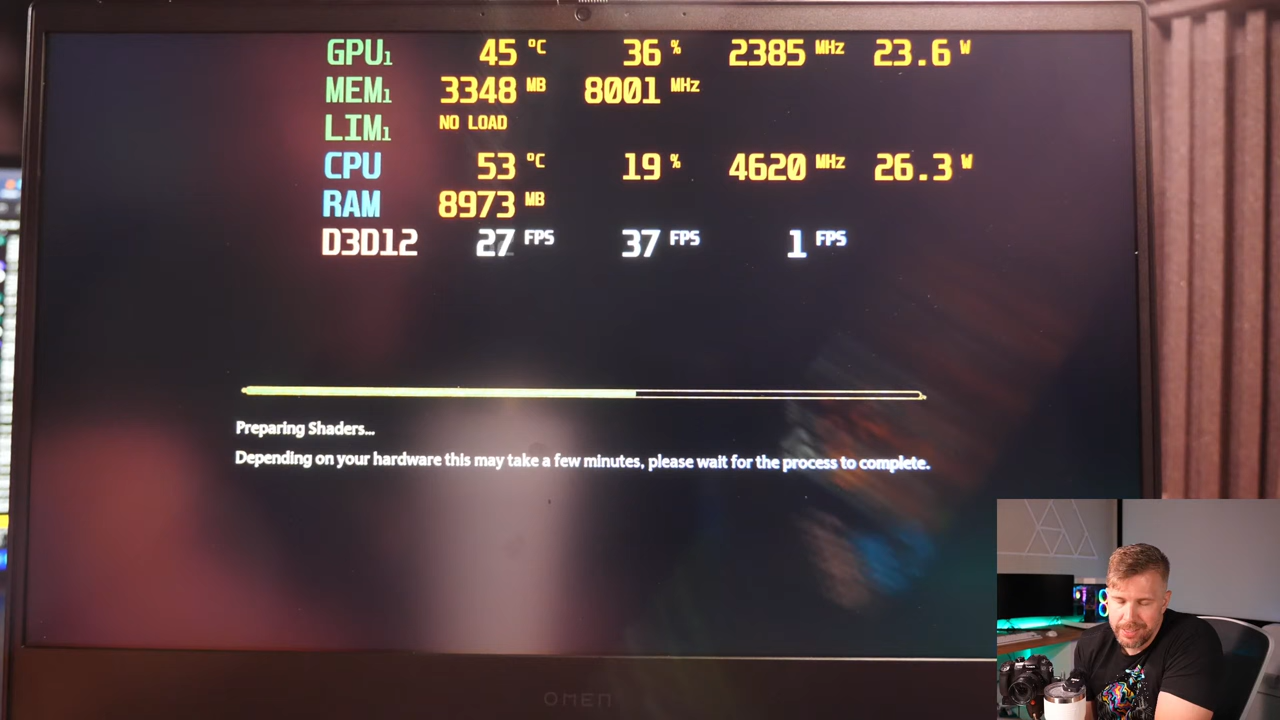 GPU1 45 °C 36 % 2385 MHz 23.6 W
MEM1 3348 MB 8001 MHz
LIM1 NO LOAD
CPU 53 °C 19 % 4620 MHz 26.3 W
RAM 8973 MB
D3D12 27 FPS 37 FPS 1 FPS
Preparing Shaders...
Depending on your hardware this may take a few minutes, please wait for the process to complete.
OMEN